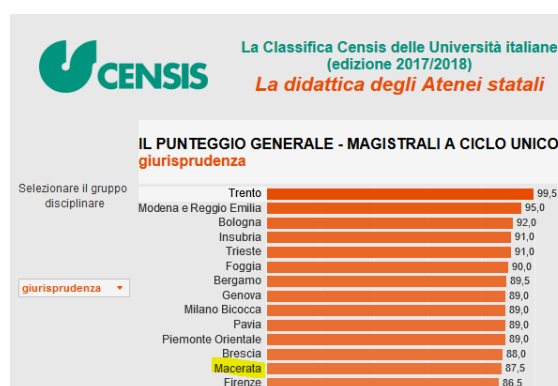 CENSIS
La Classifica Censis delle Università italiane
(edizione 2017/2018)
La didattica degli Atenei statali
IL PUNTEGGIO GENERALE - MAGISTRALI A CICLO UNICO
giurisprudenza
Selezionare il gruppo
disciplinare
giurisprudenza
Trento 99,5
Modena e Reggio Emilia 95,0
Bologna 92,0
Insubria 91,0
Trieste 91,0
Foggia 90,0
Bergamo 89,5
Genova 89,0
Milano Bicocca 89,0
Pavia 89,0
Piemonte Orientale 89,0
Brescia 88,0
Macerata 87,5
Firenze 86,5